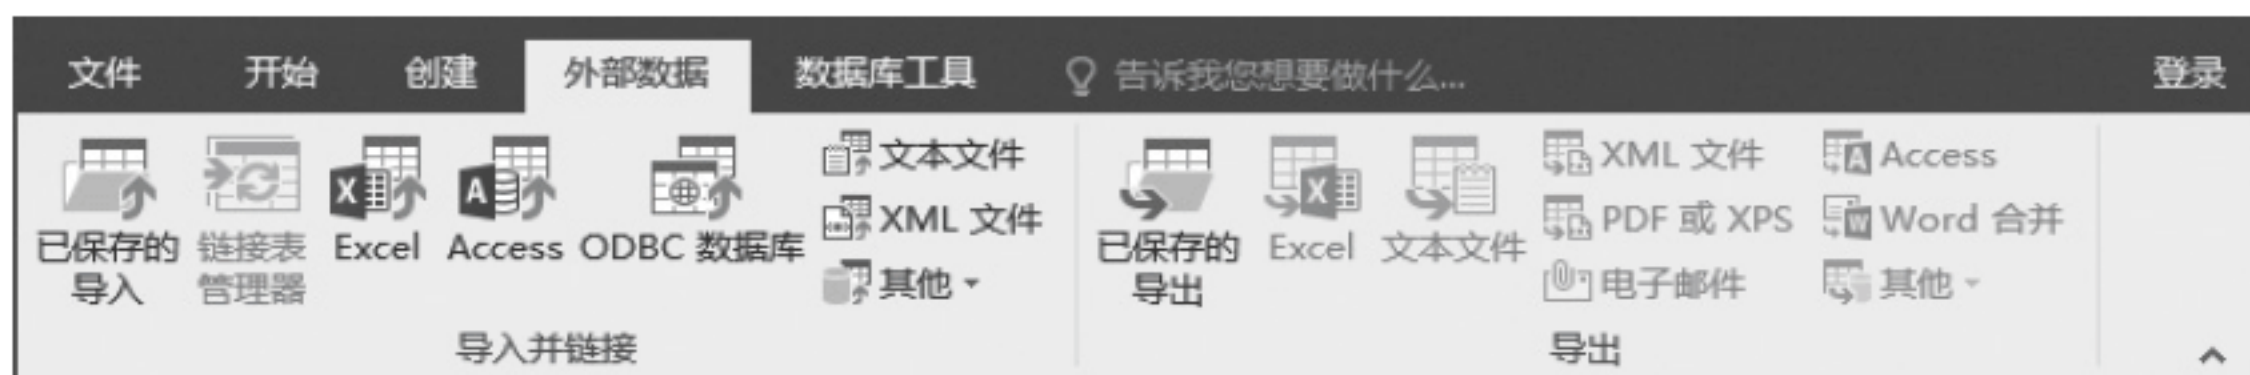 文件 开始 创建 外部数据 数据库工具 告诉我您想要做什么... 登录
已保存的
导入
链接表
管理器
Excel
Access
ODBC 数据库
文本文件
XML 文件
其他
导入并链接
已保存的
导出
Excel
文本文件
XML 文件
PDF 或 XPS
电子邮件
Access
Word 合并
其他
导出